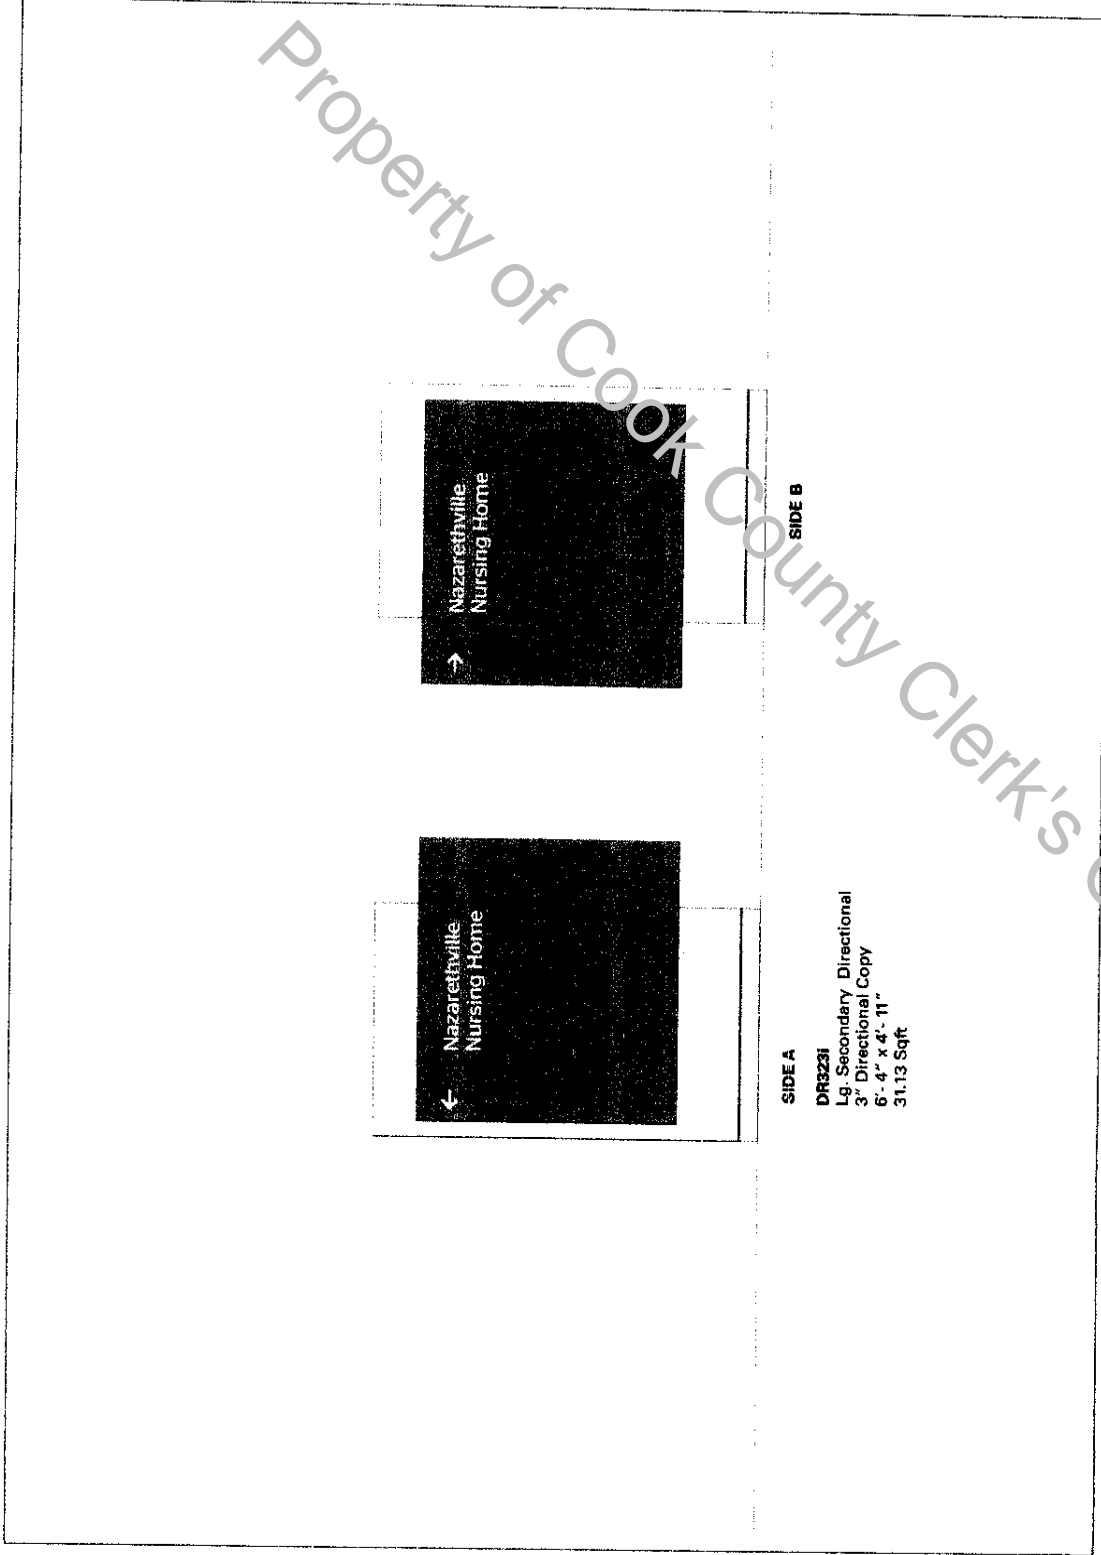 Nazarethville
Nursing Home
Nazarethville
Nursing Home
SIDE A
SIDE B
DR323i
Lg. Secondary Directional
3" Directional Copy
6'- 4" x 4'- 11"
31.13 Sqft
Property of Cook County Clerk's